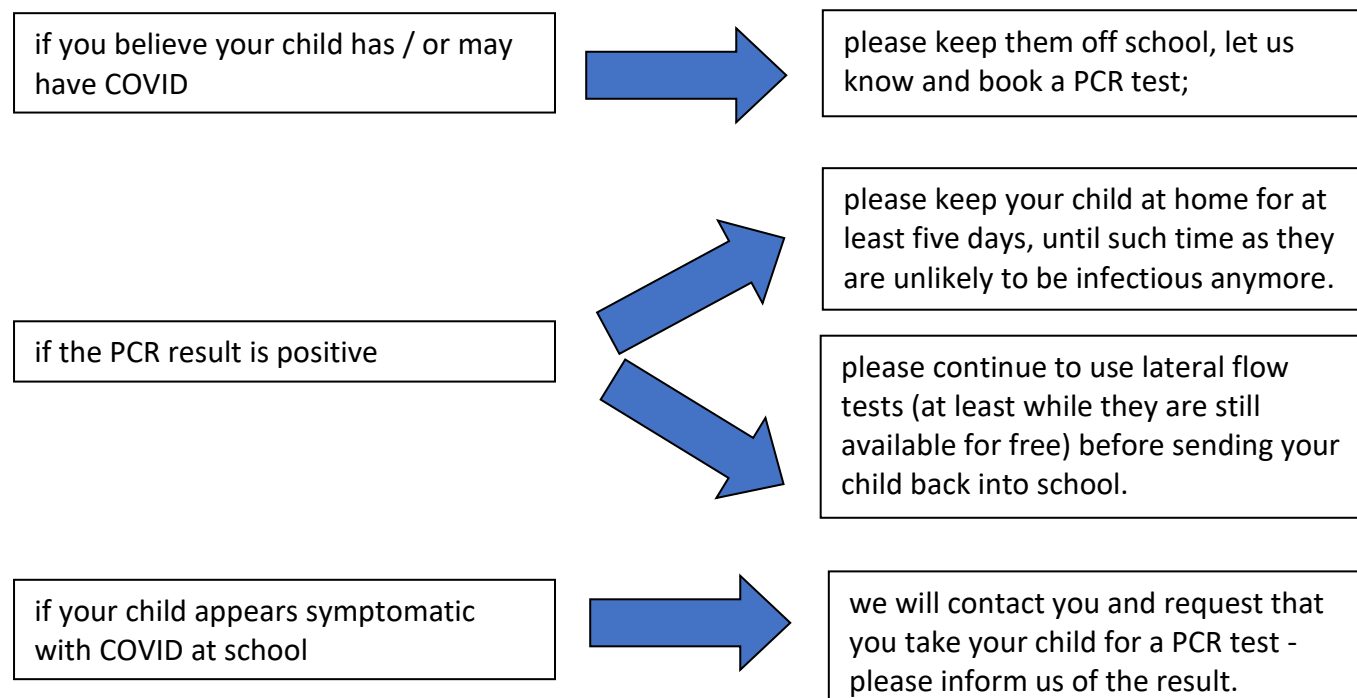 if you believe your child has / or may
have COVID
please keep them off school, let us
know and book a PCR test;
if the PCR result is positive
please keep your child at home for at
least five days, until such time as they
are unlikely to be infectious anymore.
please continue to use lateral flow
tests (at least while they are still
available for free) before sending your
child back into school.
if your child appears symptomatic
with COVID at school
we will contact you and request that
you take your child for a PCR test -
please inform us of the result.